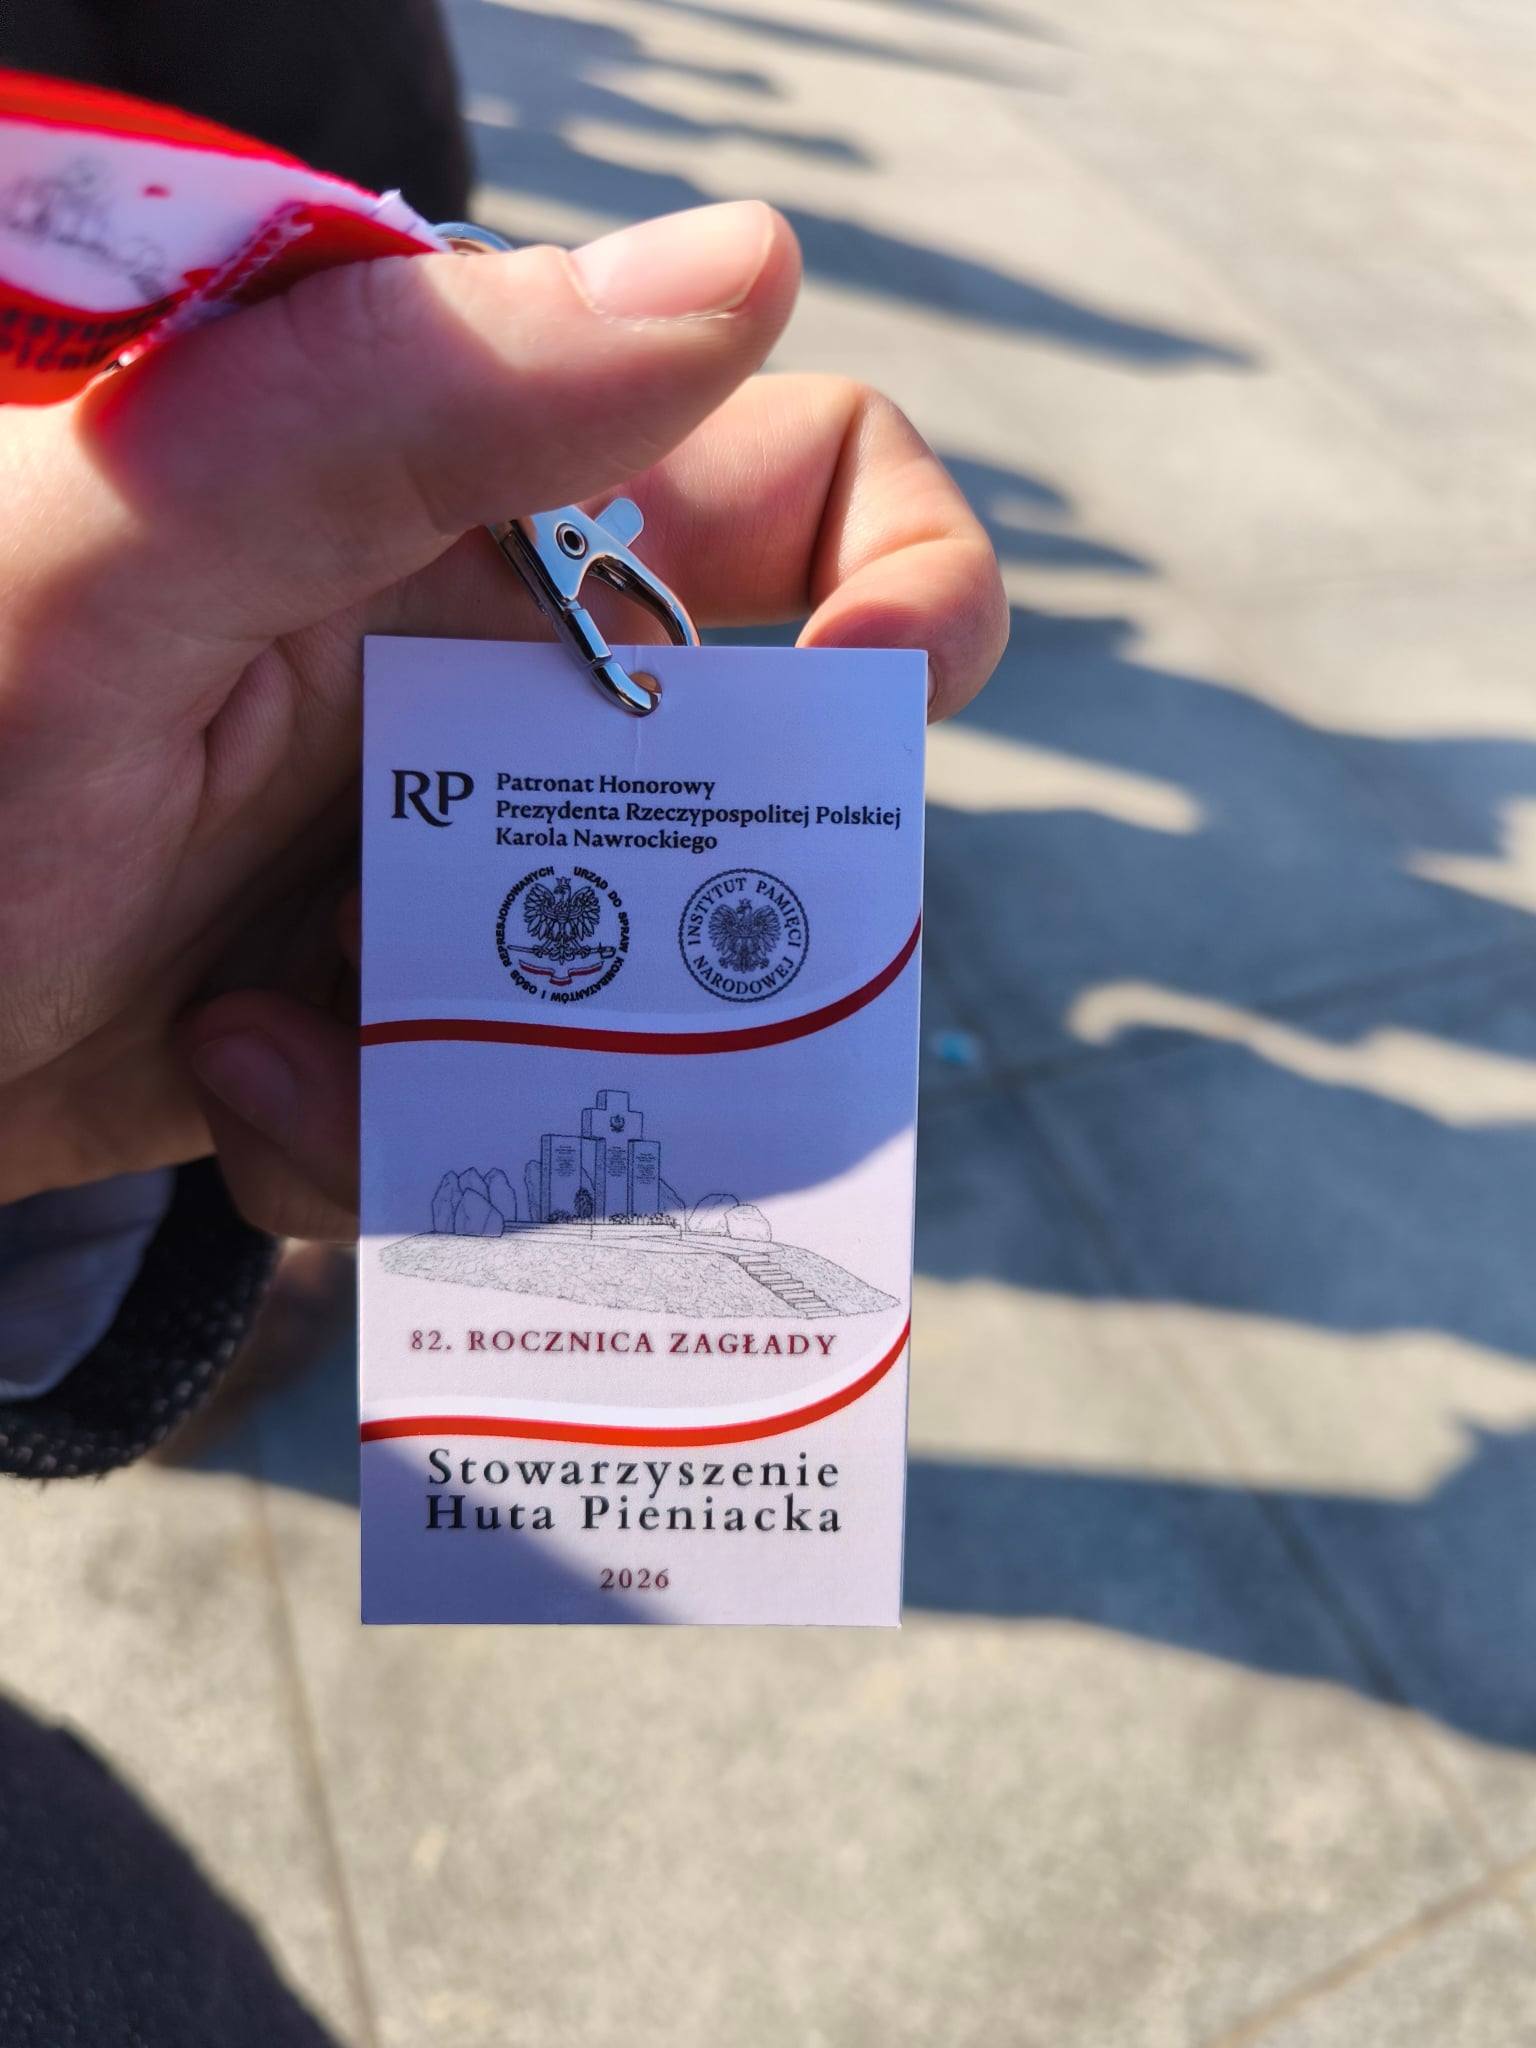 RP
Patronat Honorowy
Prezydenta Rzeczypospolitej Polskiej
Karola Nawrockiego
URZĄD DO SPRAW KOMBATANTÓW I OSÓB REPRESJONOWANYCH
INSTYTUT PAMIĘCI
NARODOWEJ
82. ROCZNICA ZAGŁADY
Stowarzyszenie
Huta Pieniacka
2026